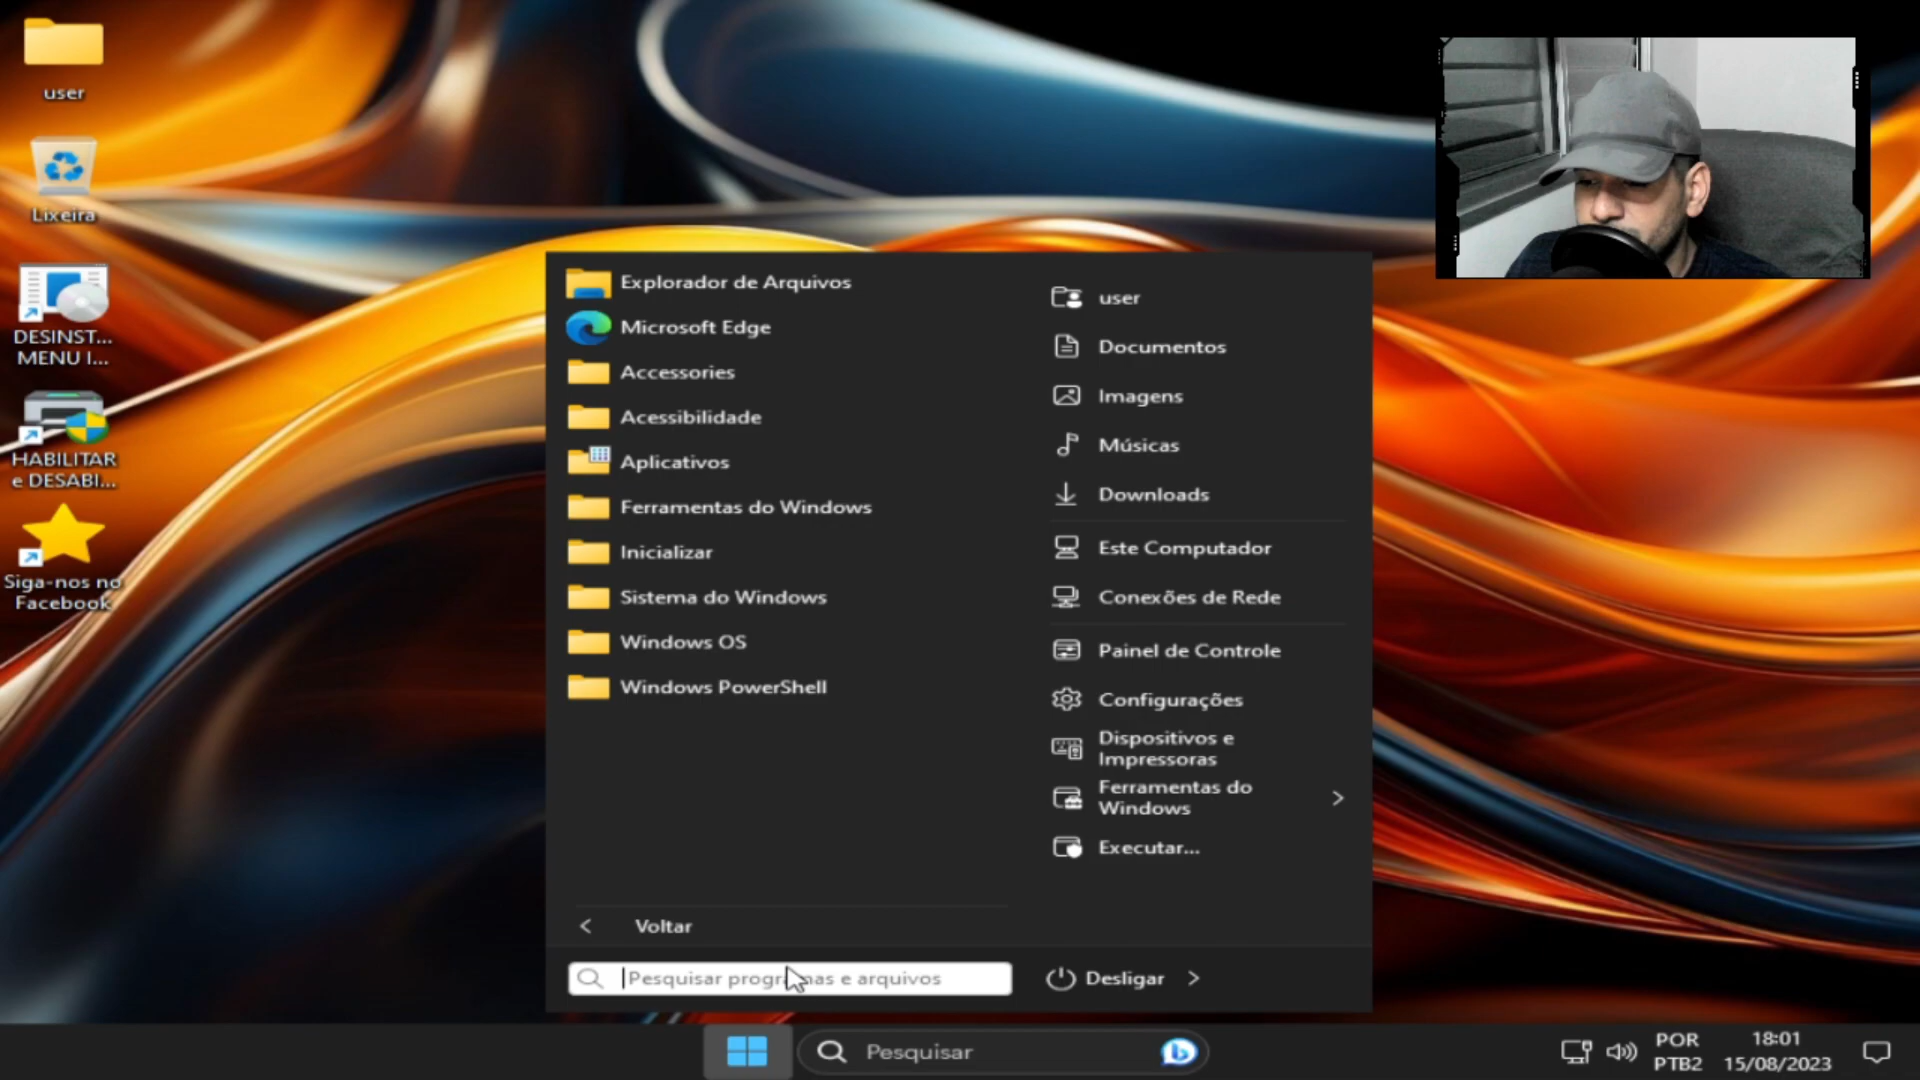 user
Lixeira
DESINST...
MENU I...
HABILITAR
e DESABI...
Siga-nos no
Facebook
Explorador de Arquivos
Microsoft Edge
Accessories
Acessibilidade
Aplicativos
Ferramentas do Windows
Inicializar
Sistema do Windows
Windows OS
Windows PowerShell
Voltar
Pesquisar programas e arquivos
user
Documentos
Imagens
Músicas
Downloads
Este Computador
Conexões de Rede
Painel de Controle
Configurações
Dispositivos e
Impressoras
Ferramentas do
Windows
Executar...
Desligar
Pesquisar
POR
PTB2
18:01
15/08/2023